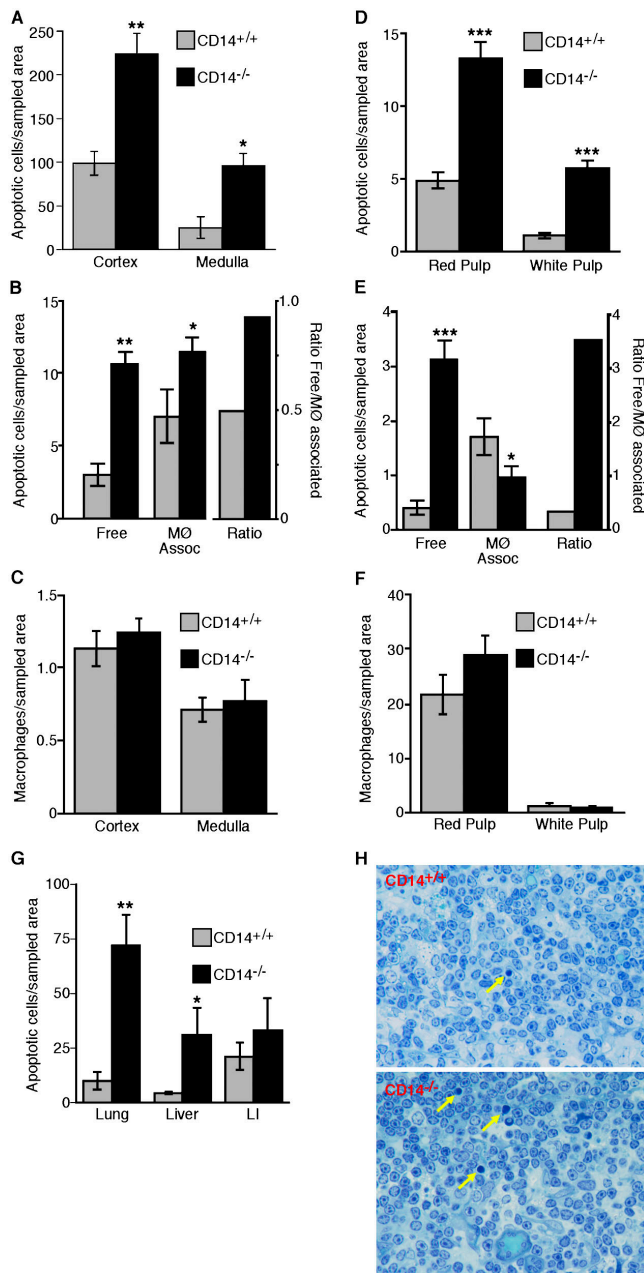 A
Apoptotic cells/sampled area
250
200
150
100
50
0
**
*
CD14+/+
CD14-/-
Cortex
Medulla
B
Apoptotic cells/sampled area
15
10
5
0
**
*
1.0
0.5
0
Ratio Free/MØ associated
Free
MØ
Assoc
Ratio
C
Macrophages/sampled area
1.5
1.0
0.5
0
CD14+/+
CD14-/-
Cortex
Medulla
D
Apoptotic cells/sampled area
15
10
5
0
***
***
CD14+/+
CD14-/-
Red Pulp
White Pulp
E
Apoptotic cells/sampled area
4
3
2
1
0
***
*
4
3
2
1
0
Ratio Free/MØ associated
Free
MØ
Assoc
Ratio
F
Macrophages/sampled area
40
30
20
10
0
CD14+/+
CD14-/-
Red Pulp
White Pulp
G
Apoptotic cells/sampled area
100
75
50
25
0
**
*
CD14+/+
CD14-/-
Lung
Liver
LI
H
CD14+/+
CD14-/-